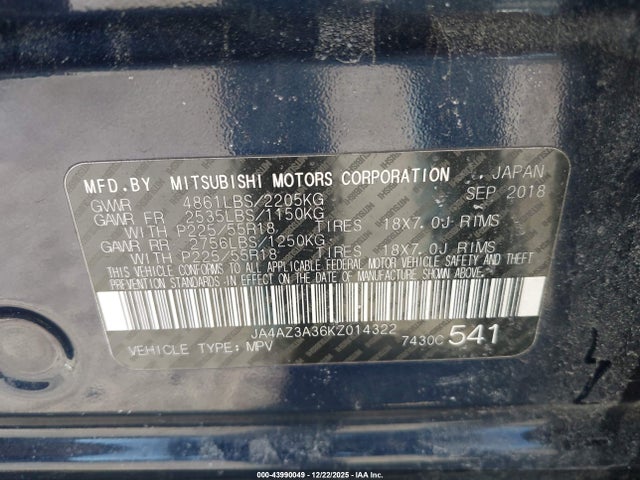 MFD.BY MITSUBISHI MOTORS CORPORATION JAPAN
GVWR 4861LBS/2205KG SEP 2018
GAWR FR 2535LBS/1150KG
WITH P225/55R18 TIRES 18X7.0J RIMS
GAWR RR 2756LBS/1250KG
WITH P225/55R18 TIRES 18X7.0J RIMS
THIS VEHICLE CONFORMS TO ALL APPLICABLE FEDERAL MOTOR VEHICLE SAFETY AND THEFT
PREVENTION STANDARDS IN EFFECT ON THE DATE OF MANUFACTURE SHOWN ABOVE.
JA4AZ3A36KZ014322
VEHICLE TYPE: MPV 7430C 541
000-43990049 - 12/22/2025 - IAA Inc.